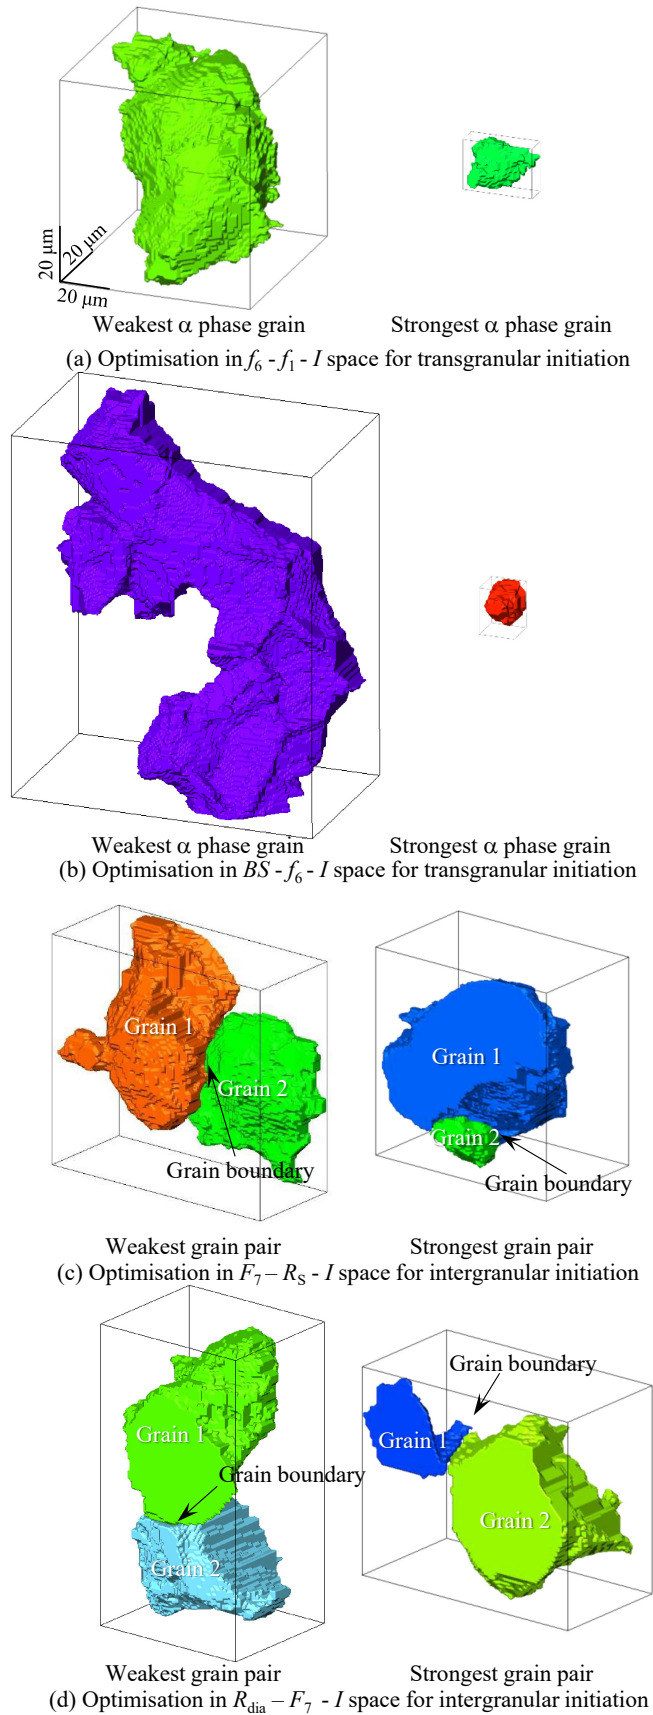 20 μm
20 μm
20 μm
Weakest α phase grain
Strongest α phase grain
(a) Optimisation in f6 - f1 - I space for transgranular initiation
Weakest α phase grain
Strongest α phase grain
(b) Optimisation in BS - f6 - I space for transgranular initiation
Grain 1
Grain 2
Grain boundary
Grain 1
Grain 2
Grain boundary
Weakest grain pair
Strongest grain pair
(c) Optimisation in F7 – RS - I space for intergranular initiation
Grain 1
Grain boundary
Grain 2
Grain boundary
Grain 1
Grain 2
Weakest grain pair
Strongest grain pair
(d) Optimisation in Rdia – F7 - I space for intergranular initiation